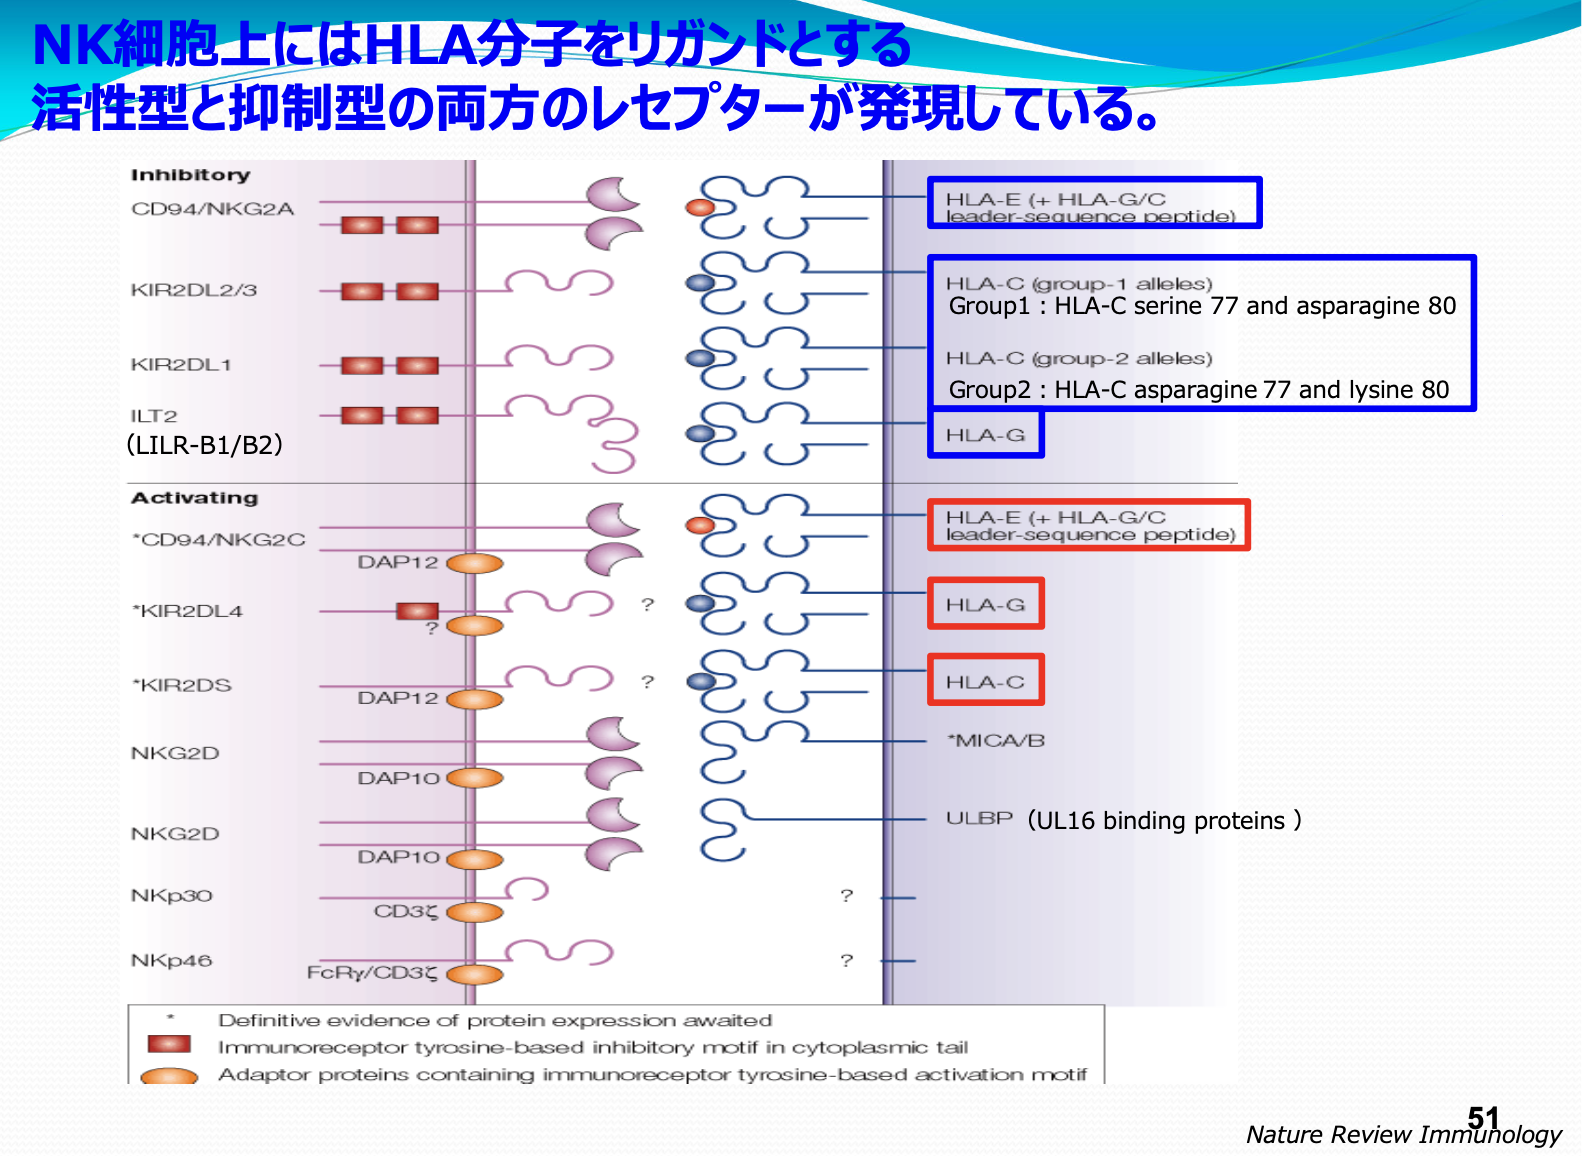 NK細胞上にはHLA分子をリガンドとする
活性型と抑制型の両方のレセプターが発現している。
Inhibitory
CD94/NKG2A
HLA-E (+ HLA-G/C
leader-sequence peptide)
KIR2DL2/3
HLA-C (group-1 alleles)
Group1 : HLA-C serine 77 and asparagine 80
KIR2DL1
HLA-C (group-2 alleles)
Group2 : HLA-C asparagine 77 and lysine 80
ILT2
（LILR-B1/B2）
HLA-G
Activating
*CD94/NKG2C
DAP12
HLA-E (+ HLA-G/C
leader-sequence peptide)
*KIR2DL4
?
?
HLA-G
*KIR2DS
DAP12
?
HLA-C
NKG2D
DAP10
*MICA/B
NKG2D
DAP10
ULBP（UL16 binding proteins ）
NKp30
CD3ζ
?
NKp46
FcRγ/CD3ζ
?
* Definitive evidence of protein expression awaited
Immunoreceptor tyrosine-based inhibitory motif in cytoplasmic tail
Adaptor proteins containing immunoreceptor tyrosine-based activation motif
51
Nature Review Immunology